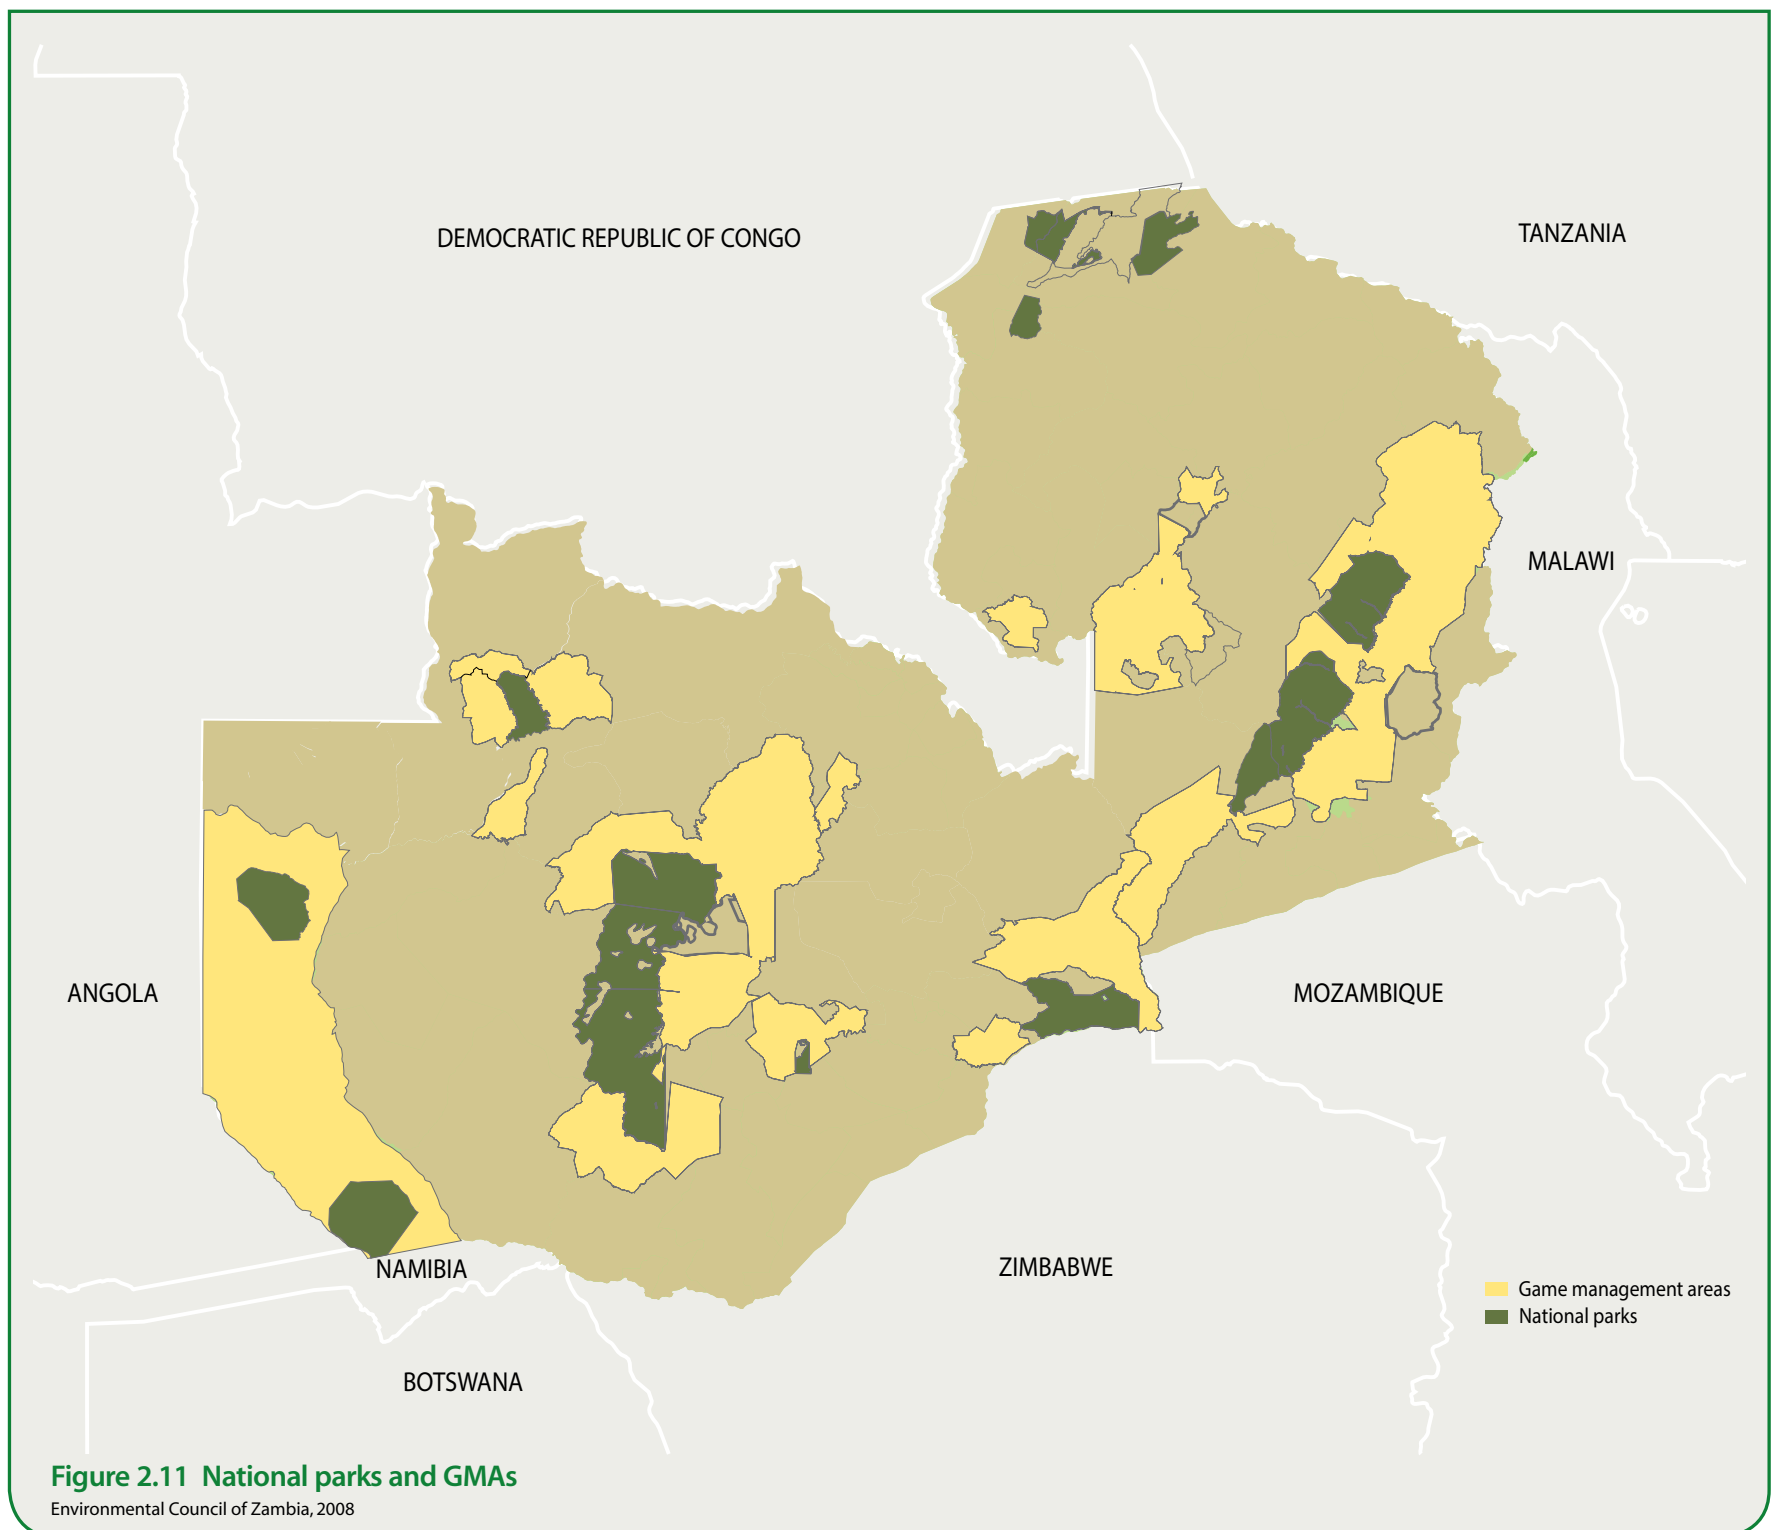 DEMOCRATIC REPUBLIC OF CONGO
TANZANIA
MALAWI
ANGOLA
MOZAMBIQUE
NAMIBIA
ZIMBABWE
BOTSWANA
Game management areas
National parks
Figure 2.11 National parks and GMAs
Environmental Council of Zambia, 2008